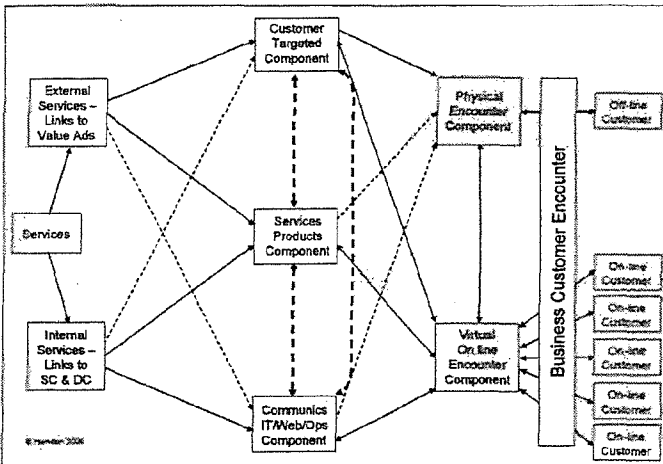 Customer
Targeted
Component
External
Services –
Links to
Value Ads
Physical
Encounter
Component
Off-line
Customer
Services
Services
Products
Component
Business Customer Encounter
On-line
Customer
On-line
Customer
On-line
Customer
On-line
Customer
On-line
Customer
Internal
Services –
Links to
SC & DC
Virtual
On line
Encounter
Component
Communics
IT/Web/Ops
Component
2006